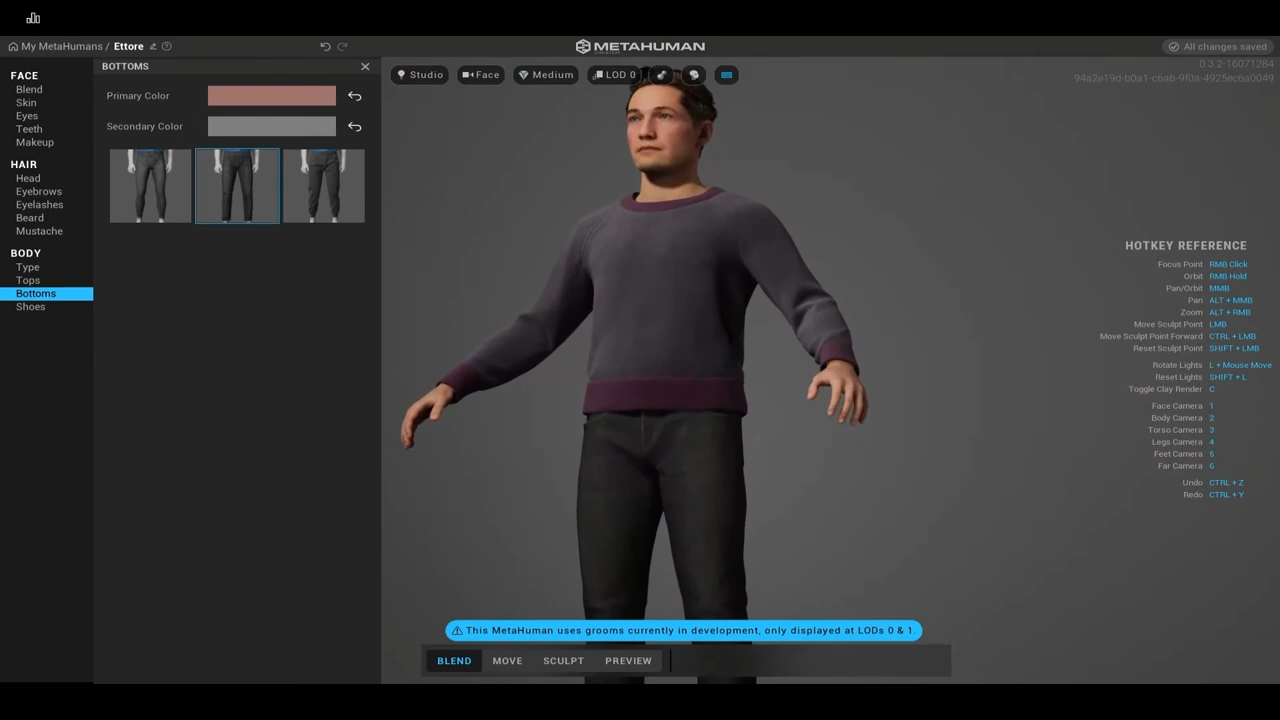 My MetaHumans / Ettore
METAHUMAN
All changes saved
0.3.2-16071284
94a2e19d-b0a1-c6ab-9f0a-4925ec6a0049
FACE
Blend
Skin
Eyes
Teeth
Makeup
HAIR
Head
Eyebrows
Eyelashes
Beard
Mustache
BODY
Type
Tops
Bottoms
Shoes
BOTTOMS
Primary Color
Secondary Color
Studio
Face
Medium
LOD 0
HOTKEY REFERENCE
Focus Point RMB Click
Orbit RMB Hold
Pan/Orbit MMB
Pan ALT + MMB
Zoom ALT + RMB
Move Sculpt Point LMB
Move Sculpt Point Forward CTRL + LMB
Reset Sculpt Point SHIFT + LMB
Rotate Lights L + Mouse Move
Reset Lights SHIFT + L
Toggle Clay Render C
Face Camera 1
Body Camera 2
Torso Camera 3
Legs Camera 4
Feet Camera 5
Far Camera 6
Undo CTRL + Z
Redo CTRL + Y
This MetaHuman uses grooms currently in development, only displayed at LODs 0 & 1.
BLEND
MOVE
SCULPT
PREVIEW